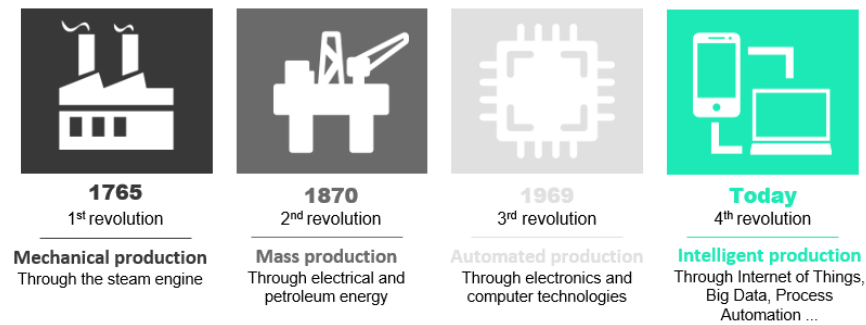 1765
1st revolution
Mechanical production
Through the steam engine
1870
2nd revolution
Mass production
Through electrical and
petroleum energy
1969
3rd revolution
Automated production
Through electronics and
computer technologies
Today
4th revolution
Intelligent production
Through Internet of Things,
Big Data, Process
Automation ...